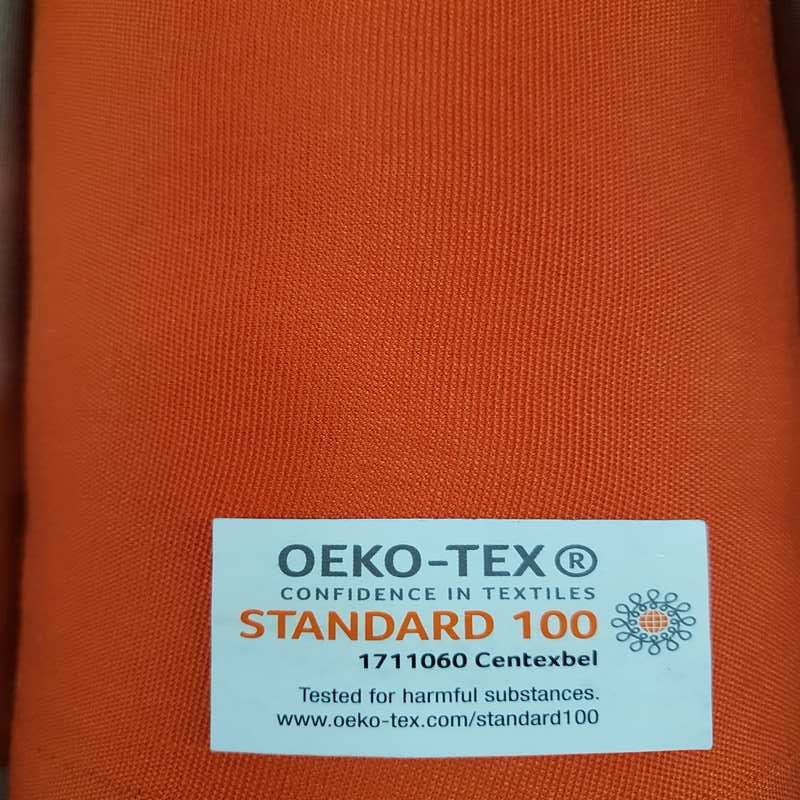 OEKO-TEX®
CONFIDENCE IN TEXTILES
STANDARD 100
1711060 Centexbel
Tested for harmful substances.
www.oeko-tex.com/standard100